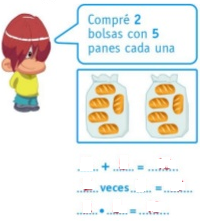 Compré 2
bolsas con 5
panes cada una
...... + ...... = ......
...... veces ...... = ......
...... • ...... = ......